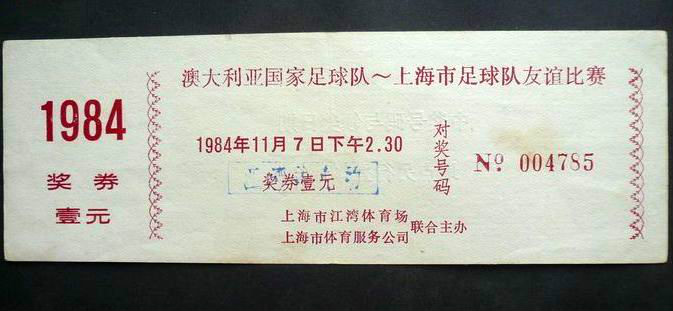 1984
奖券
壹元
澳大利亚国家足球队～上海市足球队友谊比赛
1984年11月7日下午2.30
奖券壹元
对奖号码
Nº 004785
上海市江湾体育场
上海市体育服务公司
联合主办